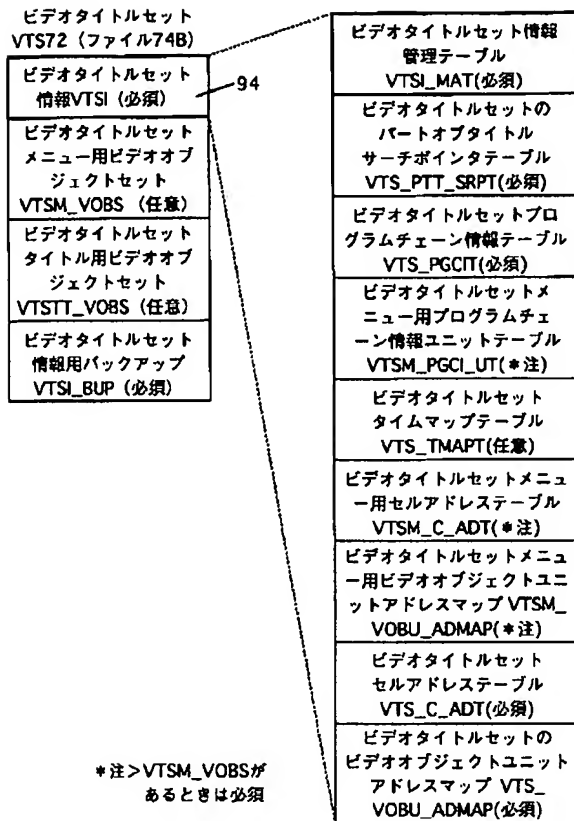 ビデオタイトルセット
VTS72（ファイル74B）
ビデオタイトルセット
情報VTSI（必須）
94
ビデオタイトルセット
メニュー用ビデオオブ
ジェクトセット
VTSM_VOBS（任意）
ビデオタイトルセット
タイトル用ビデオオブ
ジェクトセット
VTSTT_VOBS（任意）
ビデオタイトルセット
情報用バックアップ
VTSI_BUP（必須）
ビデオタイトルセット情報
管理テーブル
VTSI_MAT(必須)
ビデオタイトルセットの
パートオブタイトル
サーチポインタテーブル
VTS_PTT_SRPT(必須)
ビデオタイトルセットプロ
グラムチェーン情報テーブル
VTS_PGCIT(必須)
ビデオタイトルセットメ
ニュー用プログラムチェ
ーン情報ユニットテーブル
VTSM_PGCI_UT(＊注)
ビデオタイトルセット
タイムマップテーブル
VTS_TMAPT(任意)
ビデオタイトルセットメニュ
ー用セルアドレステーブル
VTSM_C_ADT(＊注)
ビデオタイトルセットメニュ
ー用ビデオオブジェクトユニ
ットアドレスマップ VTSM_
VOBU_ADMAP(＊注)
ビデオタイトルセット
セルアドレステーブル
VTS_C_ADT(必須)
ビデオタイトルセットの
ビデオオブジェクトユニット
アドレスマップ VTS_
VOBU_ADMAP(必須)
＊注＞VTSM_VOBSが
あるときは必須